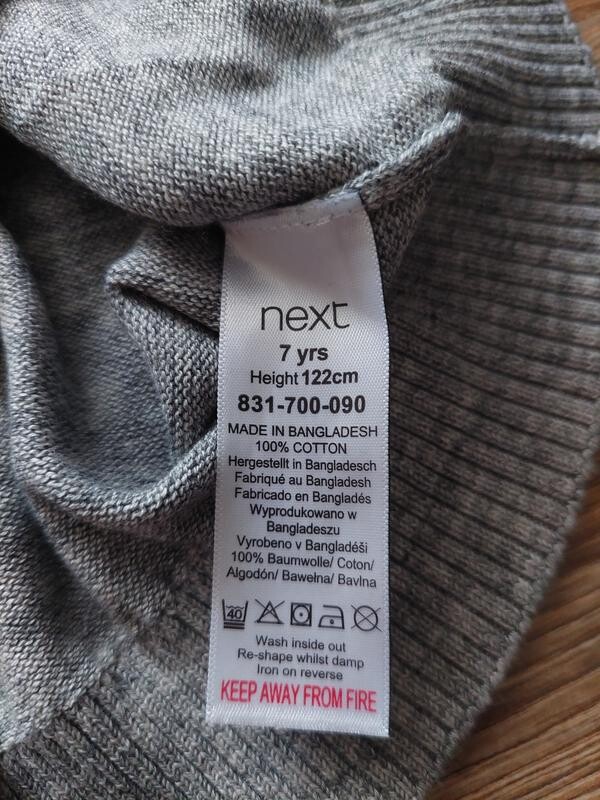 next
7 yrs
Height 122cm
831-700-090
MADE IN BANGLADESH
100% COTTON
Hergestellt in Bangladesch
Fabriqué au Bangladesh
Fabricado en Bangladés
Wyprodukowano w
Bangladeszu
Vyrobeno v Bangladéši
100% Baumwolle/ Coton/
Algodón/ Bawełna/ Bavlna
40
Wash inside out
Re-shape whilst damp
Iron on reverse
KEEP AWAY FROM FIRE